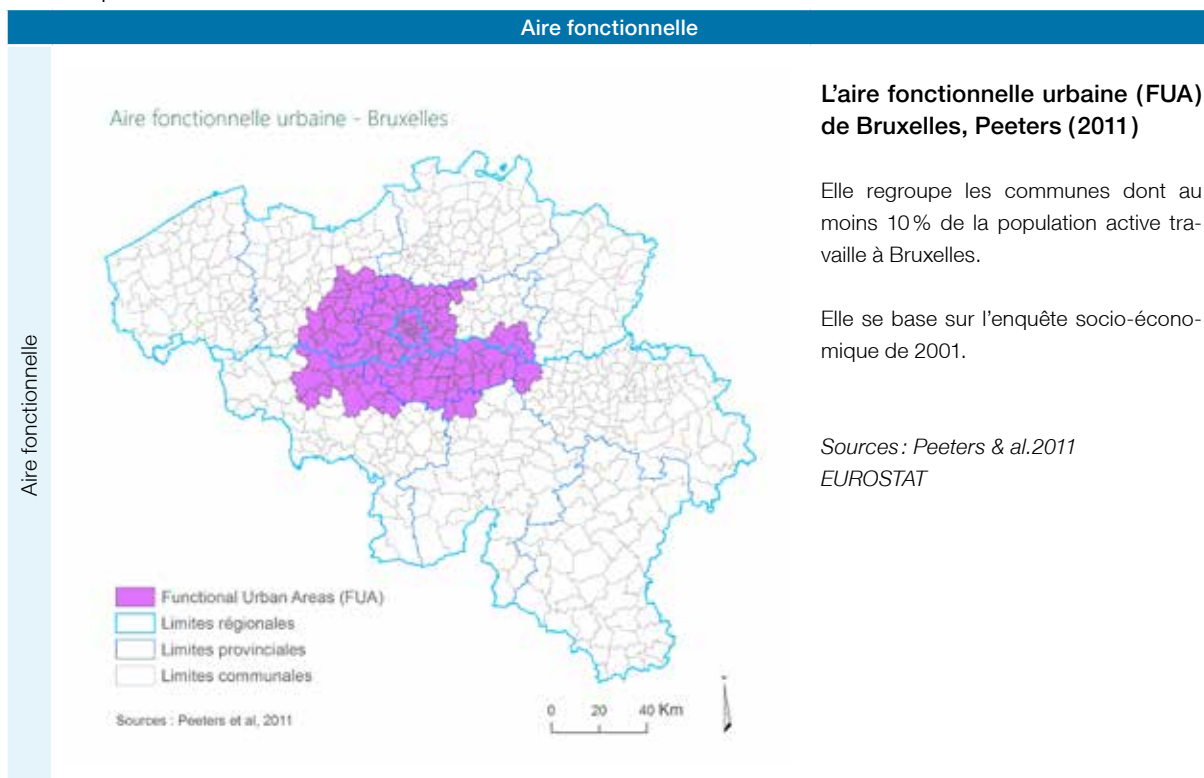 Aire fonctionnelle
Aire fonctionnelle
Aire fonctionnelle urbaine - Bruxelles
Functional Urban Areas (FUA)
Limites régionales
Limites provinciales
Limites communales
Sources : Peeters et al, 2011
0 20 40 Km
L'aire fonctionnelle urbaine (FUA)
de Bruxelles, Peeters (2011)
Elle regroupe les communes dont au
moins 10 % de la population active tra-
vaille à Bruxelles.
Elle se base sur l'enquête socio-écono-
mique de 2001.
Sources : Peeters & al.2011
EUROSTAT